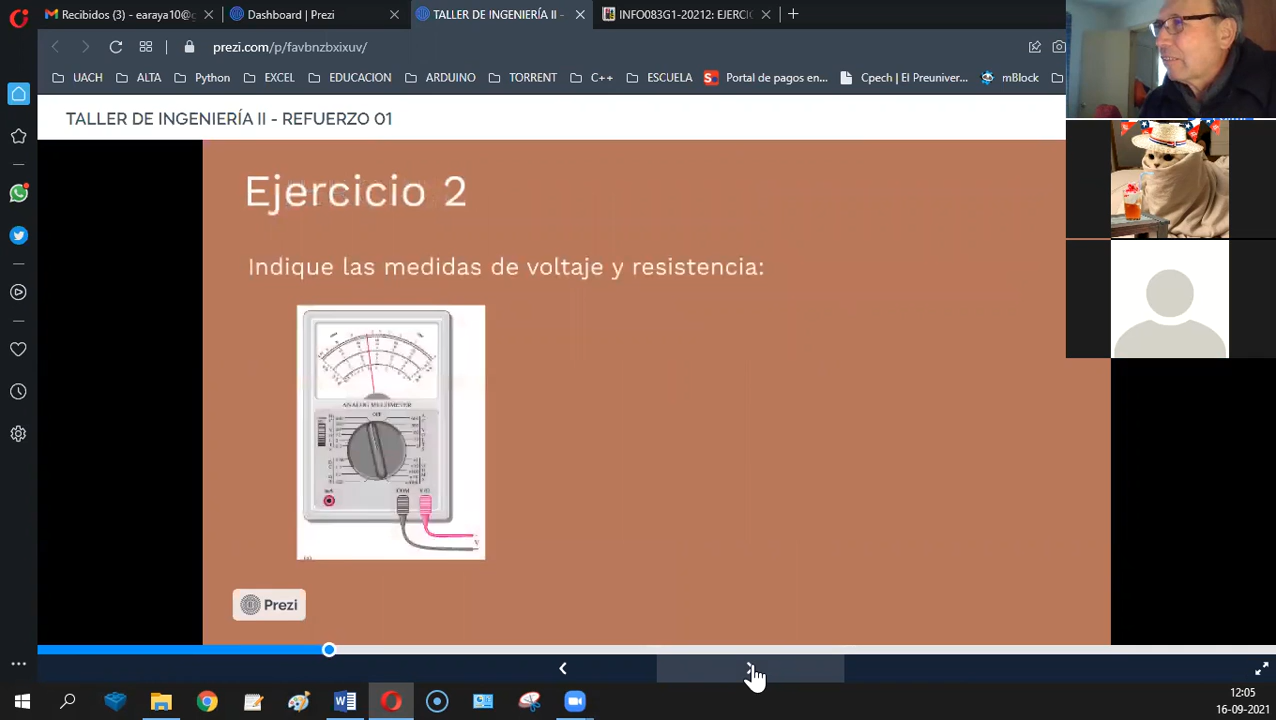 Recibidos (3) - earaya10@g
Dashboard | Prezi
TALLER DE INGENIERÍA II -
INFO083G1-20212: EJERCIC
prezi.com/p/favbnzbxixuv/
UACH
ALTA
Python
EXCEL
EDUCACION
ARDUINO
TORRENT
C++
ESCUELA
Portal de pagos en...
Cpech | El Preuniver...
mBlock
TALLER DE INGENIERÍA II - REFUERZO 01
Ejercicio 2
Indique las medidas de voltaje y resistencia:
ANALOG MULTIMETER
OFF
COM
Prezi
12:05
16-09-2021